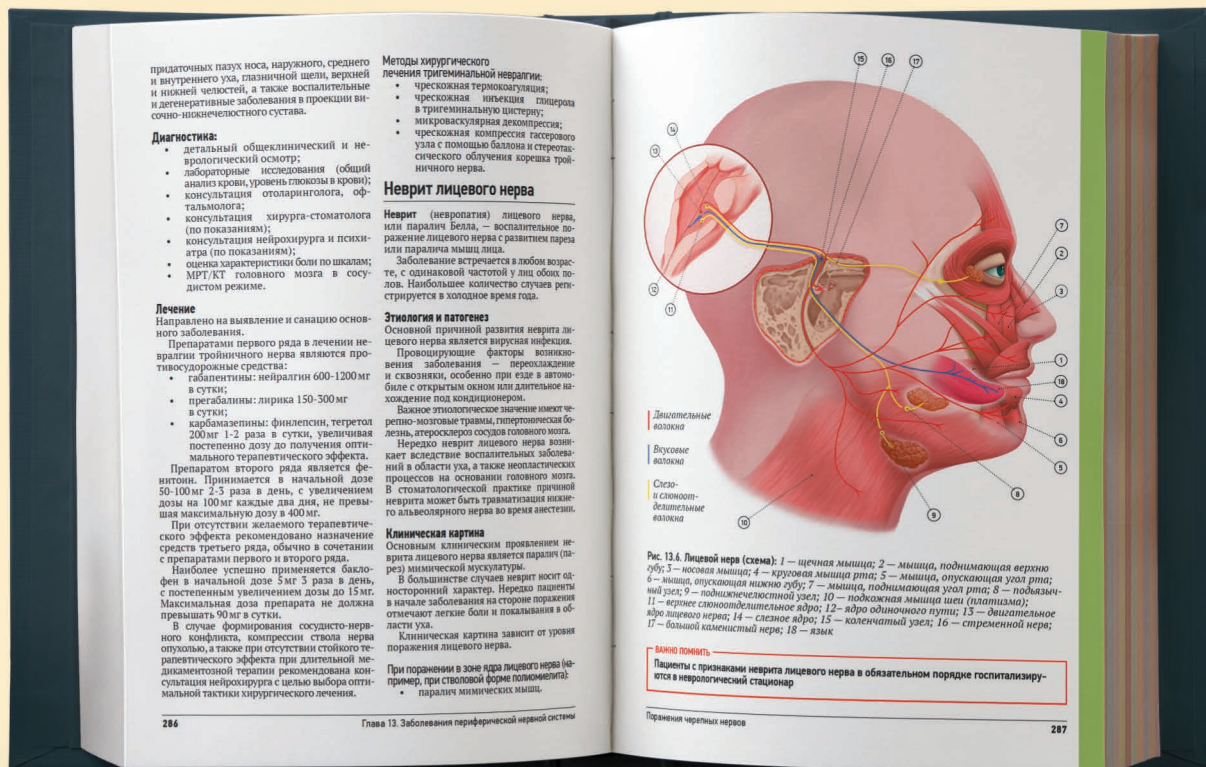 придаточных пазух носа, наружного, среднего
и внутреннего уха, глазничной щели, верхней
и нижней челюстей, а также воспалительные
и дегенеративные заболевания в проекции ви-
сочно-нижнечелюстного сустава.
Диагностика:
• детальный общеклинический и не-
врологический осмотр;
• лабораторные исследования (общий
анализ крови, уровень глюкозы в крови);
• консультация отоларинголога, оф-
тальмолога;
• консультация хирурга-стоматолога
(по показаниям);
• консультация нейрохирурга и психи-
атра (по показаниям);
• оценка характеристики боли по шкалам;
• МРТ/КТ головного мозга в сосу-
дистом режиме.
Лечение
Направлено на выявление и санацию основ-
ного заболевания.
Препаратами первого ряда в лечении не-
вралгии тройничного нерва являются про-
тивосудорожные средства:
• габапентины: нейралгин 600-1200 мг
в сутки;
• прегабалины: лирика 150-300 мг
в сутки;
• карбамазепины: финлепсин, тегретол
200 мг 1-2 раза в сутки, увеличивая
постепенно дозу до получения опти-
мального терапевтического эффекта.
Препаратом второго ряда является фе-
нитоин. Принимается в начальной дозе
50-100 мг 2-3 раза в день, с увеличением
дозы на 100 мг каждые два дня, не превы-
шая максимальную дозу в 400 мг.
При отсутствии желаемого терапевтиче-
ского эффекта рекомендовано назначение
средств третьего ряда, обычно в сочетании
с препаратами первого и второго ряда.
Наиболее успешно применяется бакло-
фен в начальной дозе 5 мг 3 раза в день,
с постепенным увеличением дозы до 15 мг.
Максимальная доза препарата не должна
превышать 90 мг в сутки.
В случае формирования сосудисто-нерв-
ного конфликта, компрессии ствола нерва
опухолью, а также при отсутствии стойкого те-
рапевтического эффекта при длительной ме-
дикаментозной терапии рекомендована кон-
сультация нейрохирурга с целью выбора опти-
мальной тактики хирургического лечения.
Методы хирургического
лечения тригеминальной невралгии:
• чрескожная термокоагуляция;
• чрескожная инъекция глицерола
в тригеминальную цистерну;
• микроваскулярная декомпрессия;
• чрескожная компрессия гассерового
узла с помощью баллона и стереотак-
сического облучения корешка трой-
ничного нерва.
Неврит лицевого нерва
Неврит (невропатия) лицевого нерва,
или паралич Белла, — воспалительное по-
ражение лицевого нерва с развитием пареза
или паралича мышц лица.
Заболевание встречается в любом возрас-
те, с одинаковой частотой у лиц обоих по-
лов. Наибольшее количество случаев реги-
стрируется в холодное время года.
Этиология и патогенез
Основной причиной развития неврита ли-
цевого нерва является вирусная инфекция.
Провоцирующие факторы возникно-
вения заболевания — переохлаждение
и сквозняки, особенно при езде в автомо-
биле с открытым окном или длительное на-
хождение под кондиционером.
Важное этиологическое значение имеют че-
репно-мозговые травмы, гипертоническая бо-
лезнь, атеросклероз сосудов головного мозга.
Нередко неврит лицевого нерва возни-
кает вследствие воспалительных заболева-
ний в области уха, а также неопластических
процессов на основании головного мозга.
В стоматологической практике причиной
неврита может быть травматизация нижне-
го альвеолярного нерва во время анестезии.
Клиническая картина
Основным клиническим проявлением не-
врита лицевого нерва является паралич (па-
рез) мимической мускулатуры.
В большинстве случаев неврит носит од-
носторонний характер. Нередко пациенты
в начале заболевания на стороне поражения
отмечают легкие боли и покалывания в об-
ласти уха.
Клиническая картина зависит от уровня
поражения лицевого нерва.
При поражении в зоне ядра лицевого нерва (на-
пример, при стволовой форме полиомиелита):
• паралич мимических мышц.
286
Глава 13. Заболевания периферической нервной системы
15
16
17
14
13
12
11
7
2
3
1
18
4
6
5
8
9
10
Двигательные
волокна
Вкусовые
волокна
Слезо-
и слюноот-
делительные
волокна
Рис. 13.6. Лицевой нерв (схема): 1 — щечная мышца; 2 — мышца, поднимающая верхню
губу; 3 — носовая мышца; 4 — круговая мышца рта; 5 — мышца, опускающая угол рта;
6 — мышца, опускающая нижню губу; 7 — мышца, поднимающая угол рта; 8 — подъязыч-
ный узел; 9 — поднижнечелюстной узел; 10 — подкожная мышца шеи (платизма);
11 — верхнее слюноотделительное ядро; 12– ядро одиночного пути; 13 — двигательное
ядро лицевого нерва; 14 — слезное ядро; 15 — коленчатый узел; 16 — стременной нерв;
17 — большой каменистый нерв; 18 — язык
ВАЖНО ПОМНИТЬ
Пациенты с признаками неврита лицевого нерва в обязательном порядке госпитализиру-
ются в неврологический стационар
Поражения черепных нервов
287